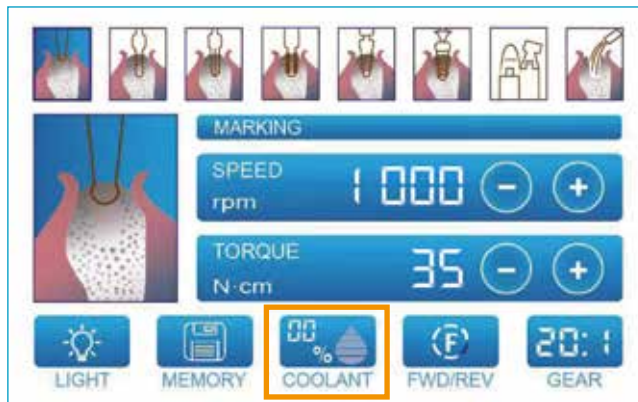 MARKING
SPEED
rpm
1000
TORQUE
N·cm
35
00
%
F
20:1
LIGHT
MEMORY
COOLANT
FWD/REV
GEAR